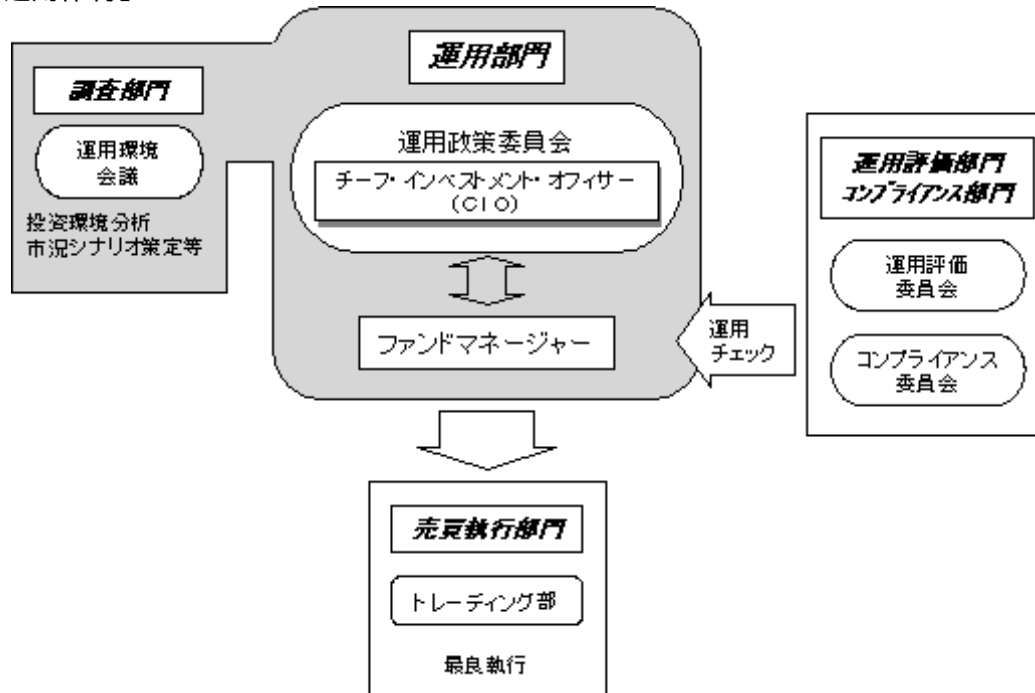 運用部門
調査部門
運用環境
会議
投資環境分析
市況シナリオ策定等
運用政策委員会
チーフ・インベストメント・オフィサー
(CIO)
ファンドマネージャー
運用
チェック
運用評価部門
コンプライアンス部門
運用評価
委員会
コンプライアンス
委員会
売買執行部門
トレーディング部
最良執行